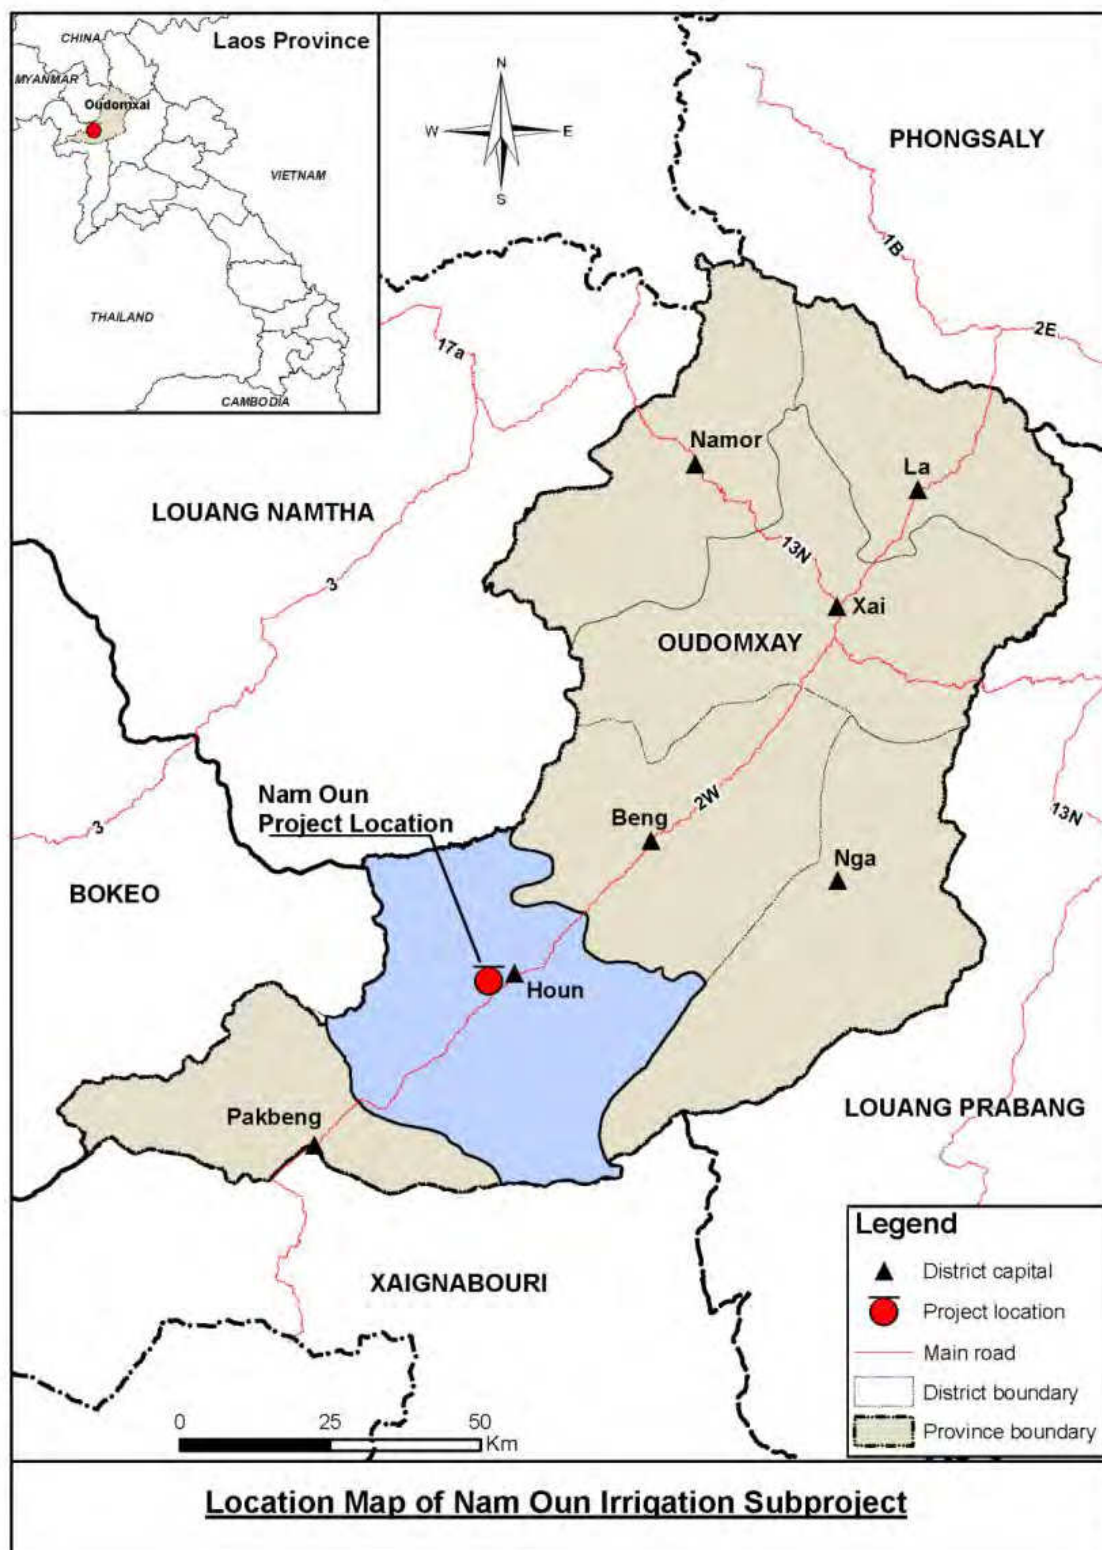 Laos Province
CHINA
MYANMAR
Oudomxai
VIETNAM
THAILAND
CAMBODIA
N
W
E
S
PHONGSALY
1B
2E
17a
Namor
La
LOUANG NAMTHA
13N
3
Xai
OUDOMXAY
Nam Oun
Project Location
2W
Beng
13N
3
Nga
BOKEO
Houn
Pakbeng
LOUANG PRABANG
XAIGNABOURI
Legend
District capital
Project location
Main road
District boundary
Province boundary
0 25 50
Km
Location Map of Nam Oun Irrigation Subproject